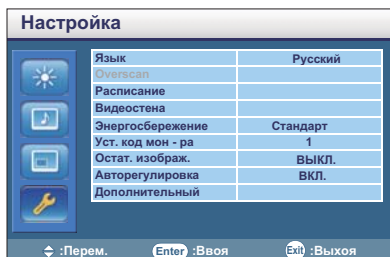 Настройка
Язык Русский
Overscan
Расписание
Видеостена
Энергосбережение Стандарт
Уст. код мон - ра 1
Остат. изображ. ВЫКЛ.
Авторегулировка ВКЛ.
Дополнительный
:Перем. Enter :Ввоя Exit :Выхоя